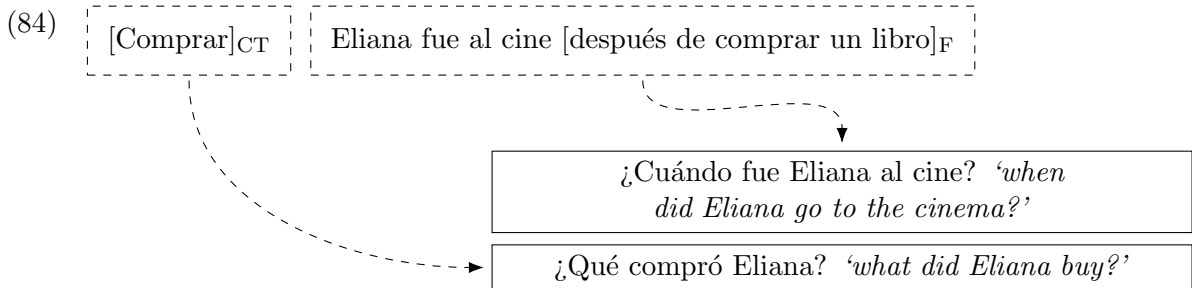 (84) [Comprar]CT Eliana fue al cine [después de comprar un libro]F
¿Cuándo fue Eliana al cine? ‘when
did Eliana go to the cinema?’
¿Qué compró Eliana? ‘what did Eliana buy?’